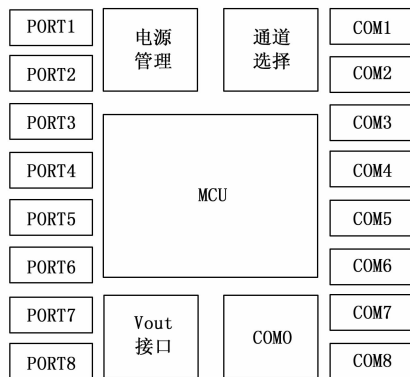 PORT1
PORT2
PORT3
PORT4
PORT5
PORT6
PORT7
PORT8
电源
管理
通道
选择
MCU
Vout
接口
COMO
COM1
COM2
COM3
COM4
COM5
COM6
COM7
COM8